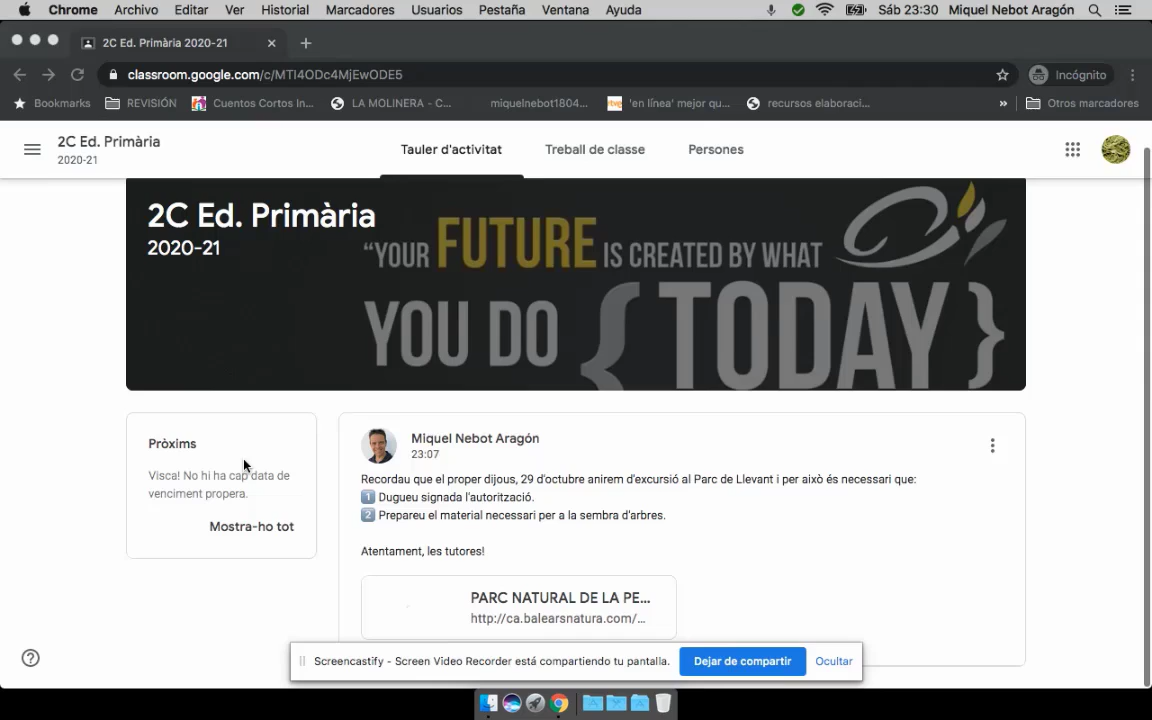 Chrome Archivo Editar Ver Historial Marcadores Usuarios Pestaña Ventana Ayuda Sáb 23:30 Miquel Nebot Aragón
2C Ed. Primària 2020-21
classroom.google.com/c/MTI4ODc4MjEwODE5 Incógnito
Bookmarks REVISIÓN Cuentos Cortos In... LA MOLINERA - C... miquelnebot1804... rtve 'en línea' mejor qu... recursos elaboraci... » Otros marcadores
2C Ed. Primària
2020-21
Tauler d'activitat Treball de classe Persones
2C Ed. Primària
2020-21
“YOUR FUTURE IS CREATED BY WHAT
YOU DO { TODAY }
Pròxims
Visca! No hi ha cap data de
venciment propera.
Mostra-ho tot
Miquel Nebot Aragón
23:07
Recordau que el proper dijous, 29 d'octubre anirem d'excursió al Parc de Llevant i per això és necessari que:
1 Dugueu signada l'autorització.
2 Prepareu el material necessari per a la sembra d'arbres.
Atentament, les tutores!
PARC NATURAL DE LA PE...
http://ca.balearsnatura.com/...
Screencastify - Screen Video Recorder está compartiendo tu pantalla. Dejar de compartir Ocultar